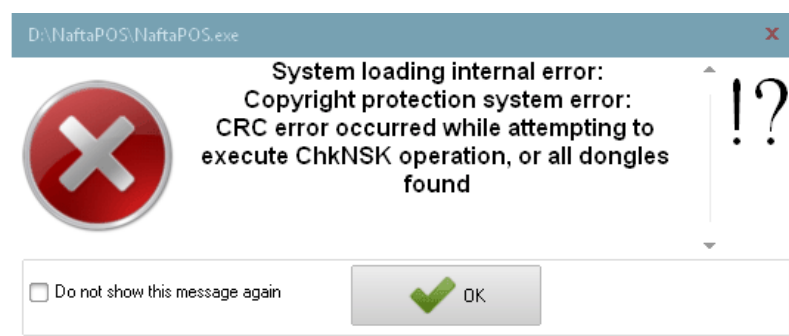 D:\NaftaPOS\NaftaPOS.exe
System loading internal error:
Copyright protection system error:
CRC error occurred while attempting to
execute ChkNSK operation, or all dongles
found
!?
Do not show this message again
OK